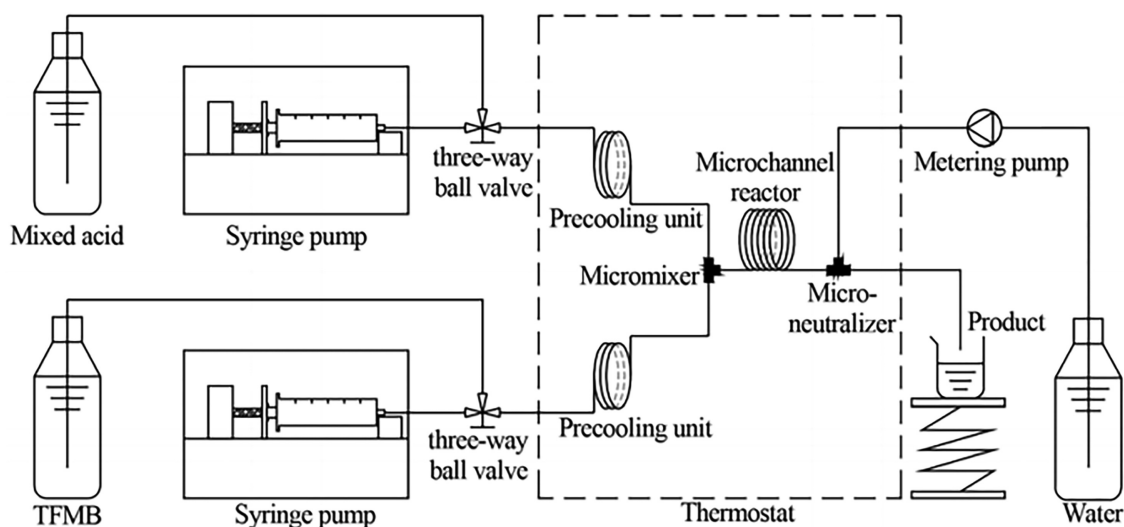 Mixed acid
Syringe pump
three-way
ball valve
Precooling unit
Microchannel
reactor
Metering pump
Micromixer
Micro-
neutralizer
Product
TFMB
Syringe pump
three-way
ball valve
Precooling unit
Thermostat
Water